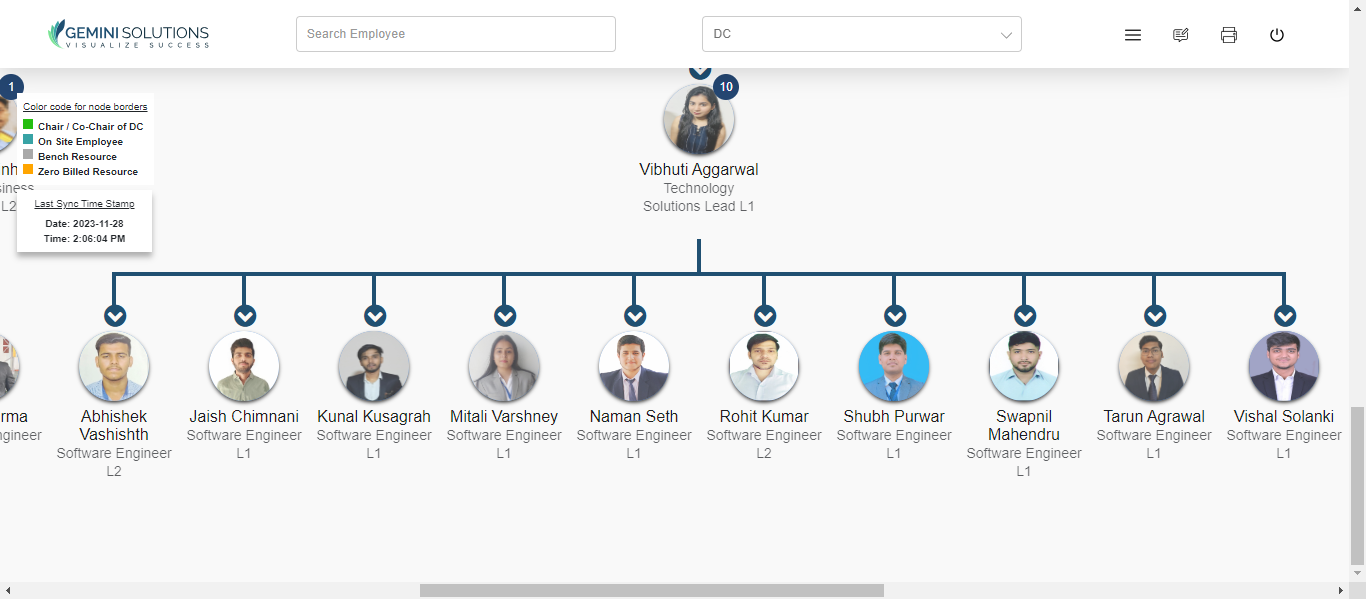 GEMINI SOLUTIONS
VISUALIZE SUCCESS
Search Employee
DC
1
10
Color code for node borders
Chair / Co-Chair of DC
On Site Employee
Bench Resource
Zero Billed Resource
nh
siness
L2
Last Sync Time Stamp
Date: 2023-11-28
Time: 2:06:04 PM
Vibhuti Aggarwal
Technology
Solutions Lead L1
rma
ngineer
Abhishek
Vashishth
Software Engineer
L2
Jaish Chimnani
Software Engineer
L1
Kunal Kusagrah
Software Engineer
L1
Mitali Varshney
Software Engineer
L1
Naman Seth
Software Engineer
L1
Rohit Kumar
Software Engineer
L2
Shubh Purwar
Software Engineer
L1
Swapnil
Mahendru
Software Engineer
L1
Tarun Agrawal
Software Engineer
L1
Vishal Solanki
Software Engineer
L1